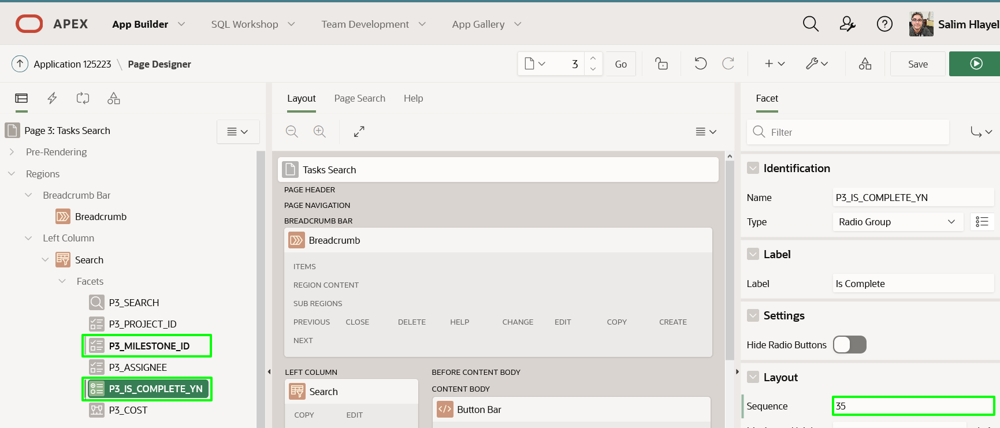 APEX App Builder SQL Workshop Team Development App Gallery Salim Hlayel
Application 125223 \ Page Designer 3 Go Save
Layout Page Search Help
Facet
Page 3: Tasks Search
Pre-Rendering
Regions
Breadcrumb Bar
Breadcrumb
Left Column
Search
Facets
P3_SEARCH
P3_PROJECT_ID
P3_MILESTONE_ID
P3_ASSIGNEE
P3_IS_COMPLETE_YN
P3_COST
Tasks Search
PAGE HEADER
PAGE NAVIGATION
BREADCRUMB BAR
Breadcrumb
ITEMS
REGION CONTENT
SUB REGIONS
PREVIOUS CLOSE DELETE HELP CHANGE EDIT COPY CREATE
NEXT
LEFT COLUMN
Search
COPY EDIT
BEFORE CONTENT BODY
CONTENT BODY
Button Bar
Filter
Identification
Name P3_IS_COMPLETE_YN
Type Radio Group
Label
Label Is Complete
Settings
Hide Radio Buttons
Layout
Sequence 35